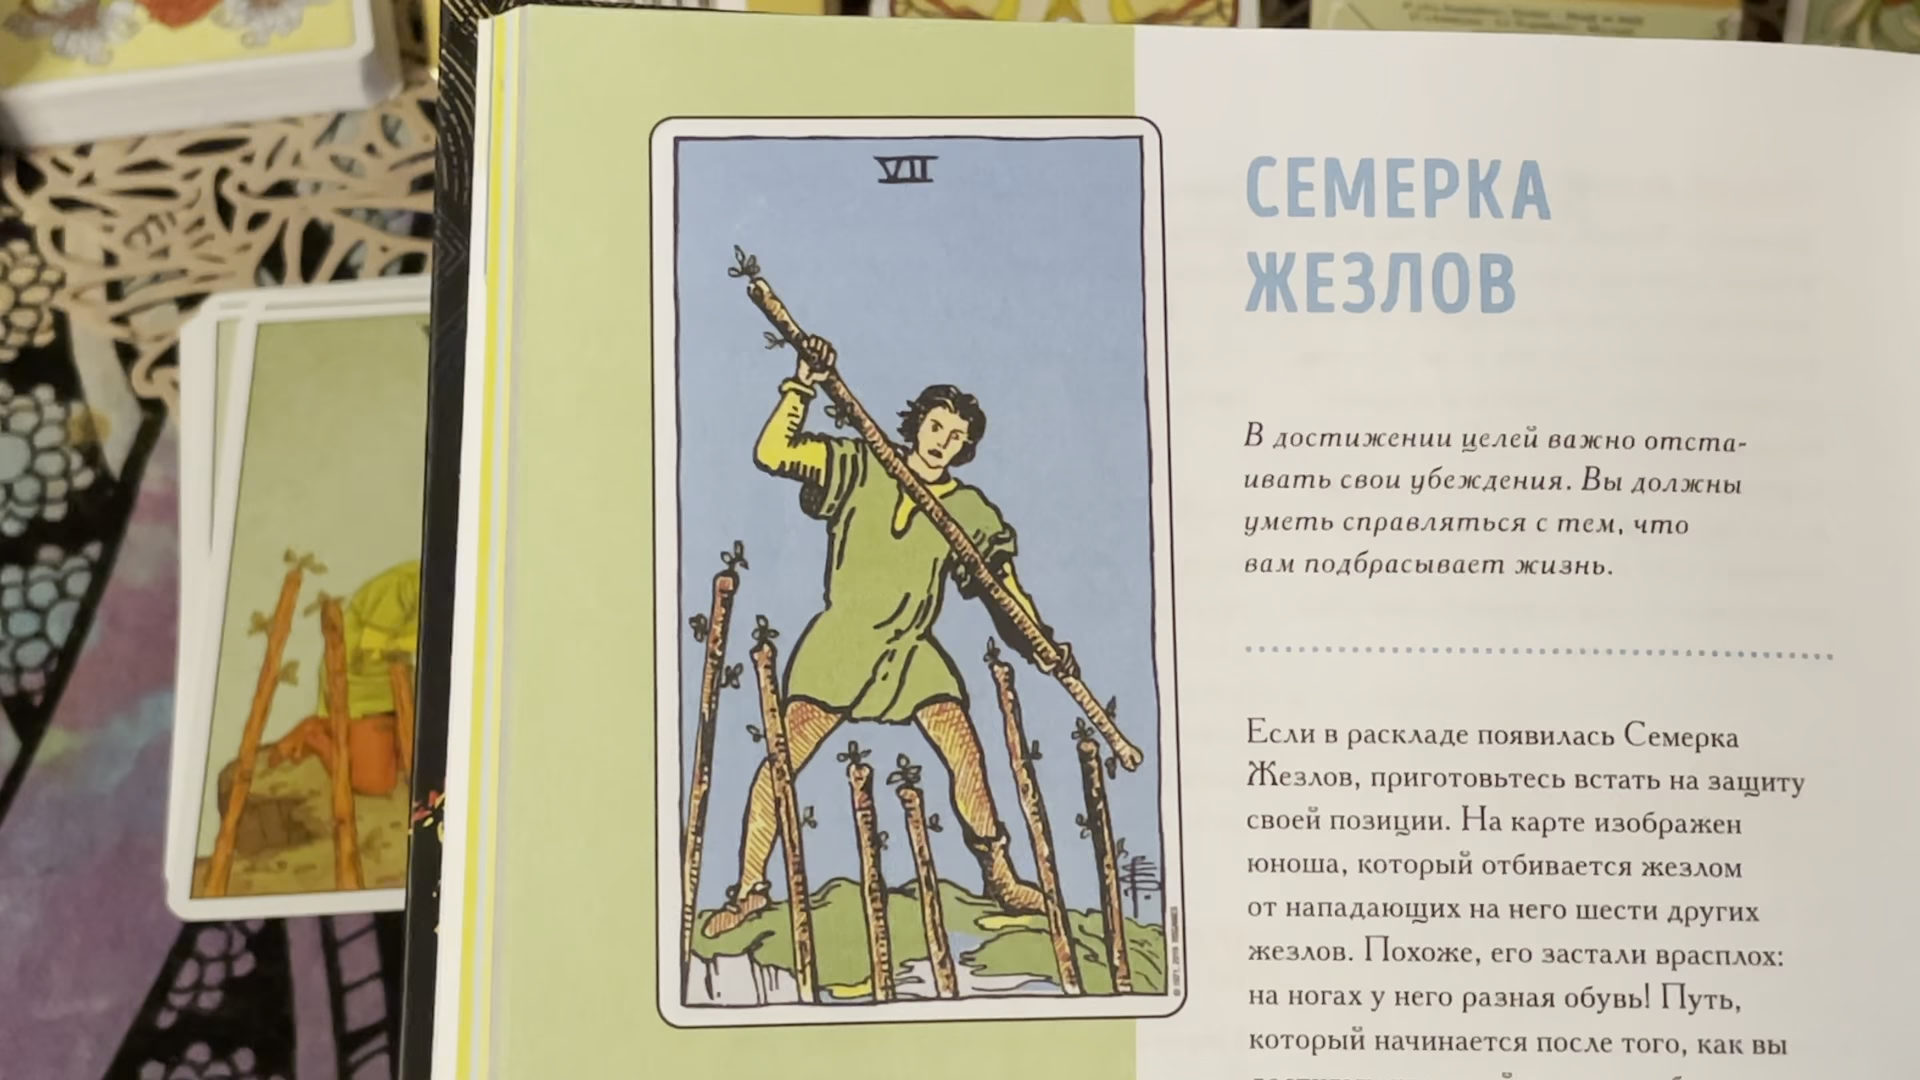 VII
СЕМЕРКА
ЖЕЗЛОВ
В достижении целей важно отста-
ивать свои убеждения. Вы должны
уметь справляться с тем, что
вам подбрасывает жизнь.
Если в раскладе появилась Семерка
Жезлов, приготовьтесь встать на защиту
своей позиции. На карте изображен
юноша, который отбивается жезлом
от нападающих на него шести других
жезлов. Похоже, его застали врасплох:
на ногах у него разная обувь! Путь,
который начинается после того, как вы